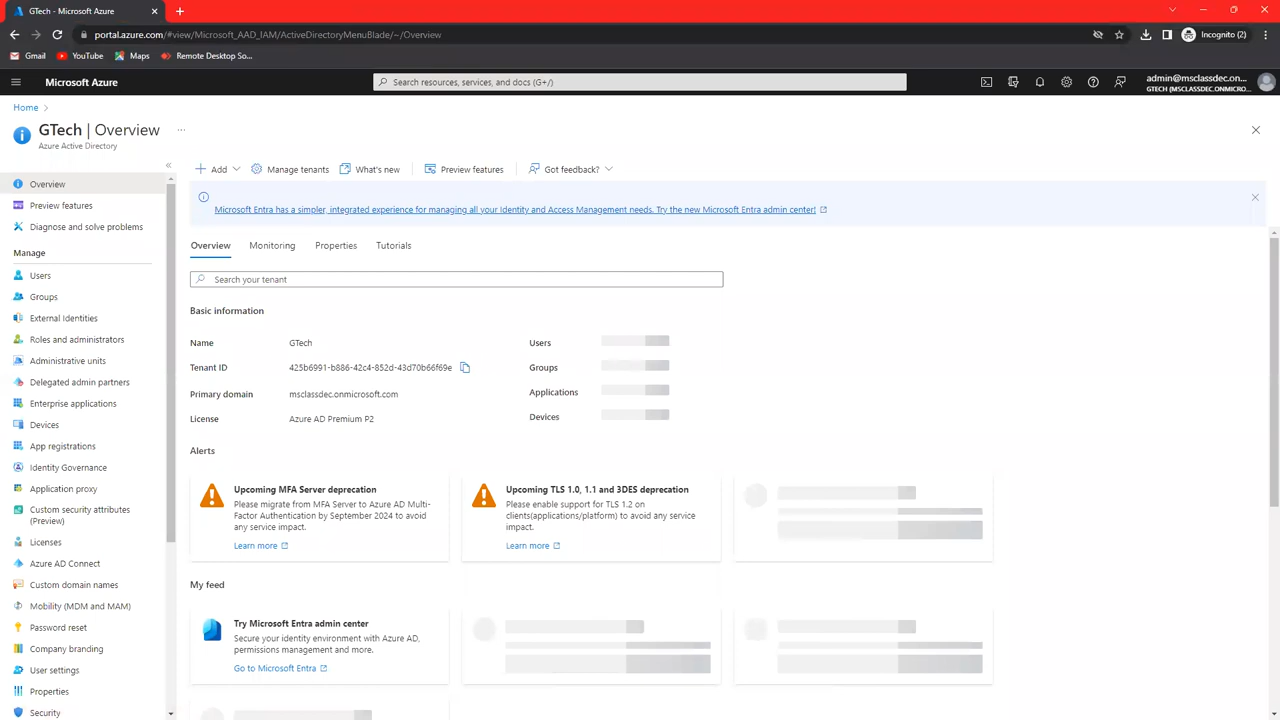 GTech - Microsoft Azure
portal.azure.com/#view/Microsoft_AAD_IAM/ActiveDirectoryMenuBlade/~/Overview
Incognito (2)
Gmail
YouTube
Maps
Remote Desktop So...
Microsoft Azure
Search resources, services, and docs (G+/)
admin@msclassdec.on...
GTECH (MSCLASSDEC.ONMICRO...
Home
GTech | Overview
...
Azure Active Directory
Overview
Preview features
Diagnose and solve problems
Manage
Users
Groups
External Identities
Roles and administrators
Administrative units
Delegated admin partners
Enterprise applications
Devices
App registrations
Identity Governance
Application proxy
Custom security attributes
(Preview)
Licenses
Azure AD Connect
Custom domain names
Mobility (MDM and MAM)
Password reset
Company branding
User settings
Properties
Security
Add
Manage tenants
What's new
Preview features
Got feedback?
Microsoft Entra has a simpler, integrated experience for managing all your Identity and Access Management needs. Try the new Microsoft Entra admin center!
Overview
Monitoring
Properties
Tutorials
Search your tenant
Basic information
Name
GTech
Users
Tenant ID
425b6991-b886-42c4-852d-43d70b66f69e
Groups
Primary domain
msclassdec.onmicrosoft.com
Applications
License
Azure AD Premium P2
Devices
Alerts
Upcoming MFA Server deprecation
Please migrate from MFA Server to Azure AD Multi-
Factor Authentication by September 2024 to avoid
any service impact.
Learn more
Upcoming TLS 1.0, 1.1 and 3DES deprecation
Please enable support for TLS 1.2 on
clients(applications/platform) to avoid any service
impact.
Learn more
My feed
Try Microsoft Entra admin center
Secure your identity environment with Azure AD,
permissions management and more.
Go to Microsoft Entra